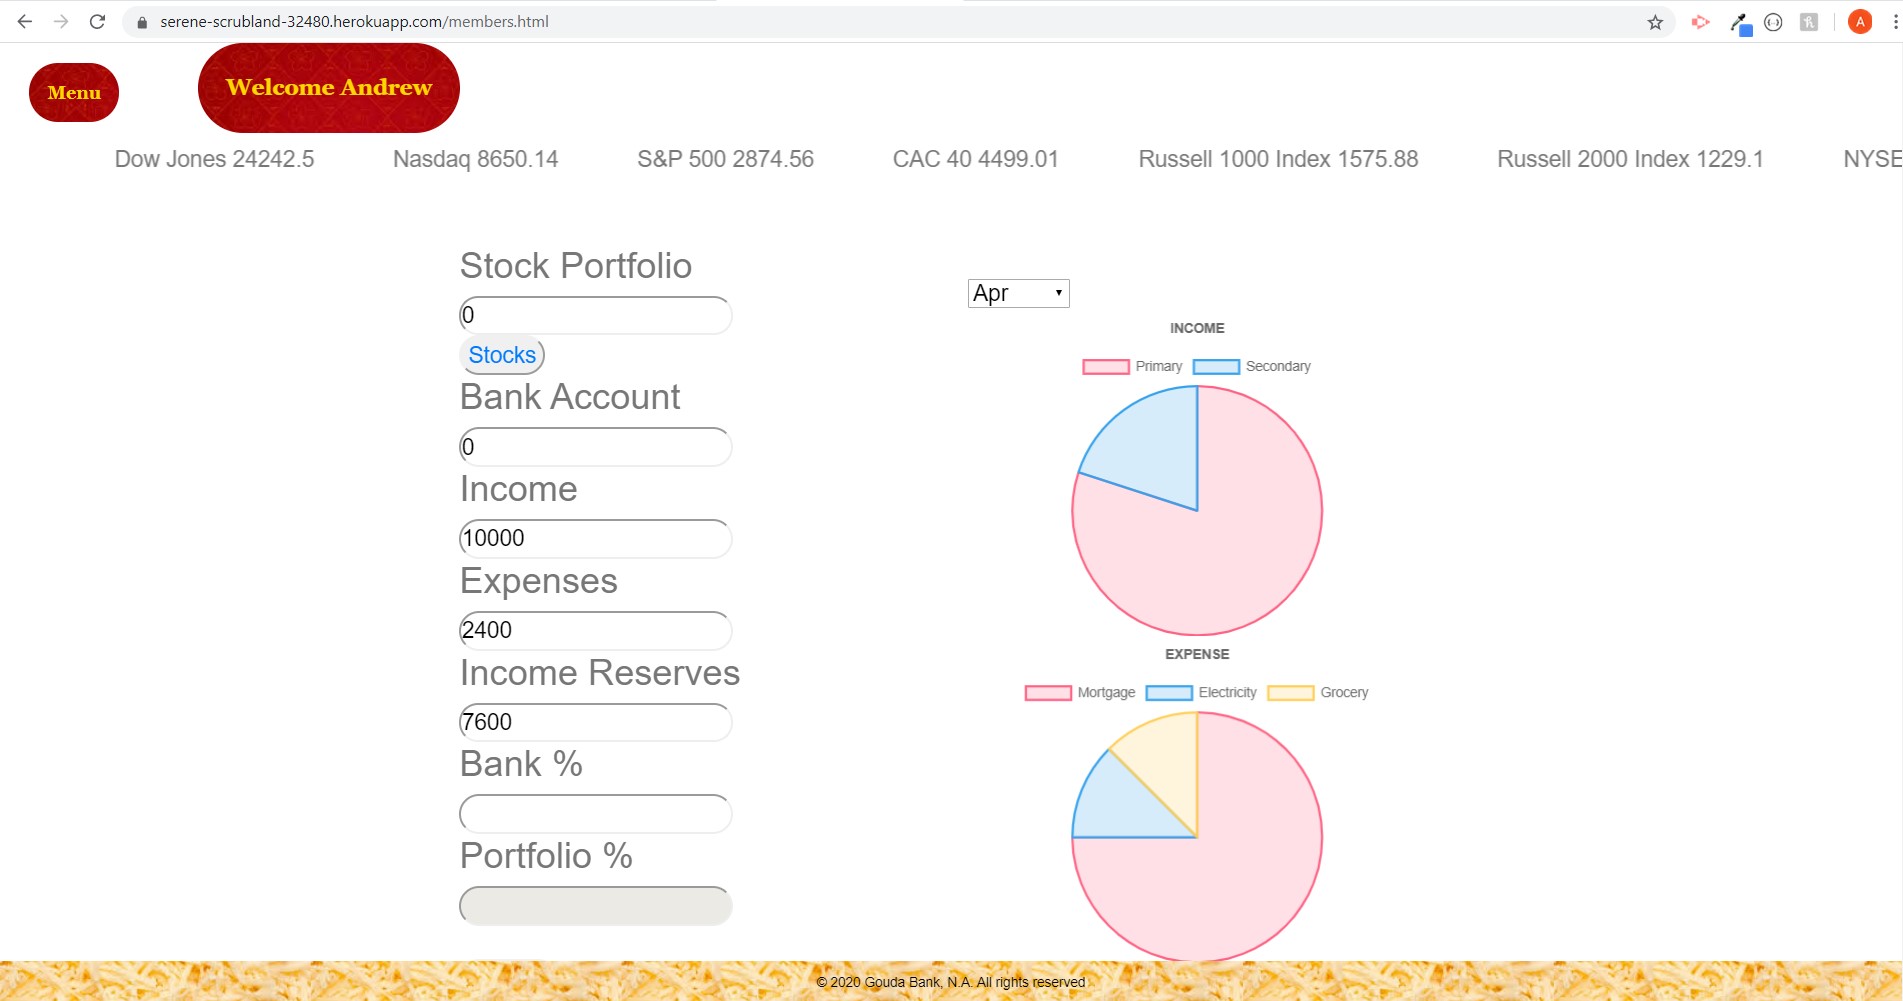 serene-scrubland-32480.herokuapp.com/members.html
A
Menu
Welcome Andrew
Dow Jones 24242.5 Nasdaq 8650.14 S&P 500 2874.56 CAC 40 4499.01 Russell 1000 Index 1575.88 Russell 2000 Index 1229.1 NYSE
Stock Portfolio
0
Stocks
Bank Account
0
Income
10000
Expenses
2400
Income Reserves
7600
Bank %
Portfolio %
Apr
INCOME
Primary Secondary
EXPENSE
Mortgage Electricity Grocery
© 2020 Gouda Bank, N.A. All rights reserved